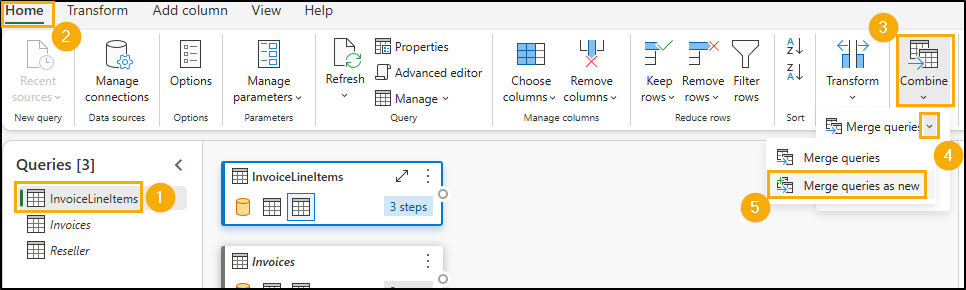 Home Transform Add column View Help
2
3
Recent
sources
New query
Manage
connections
Data sources
Options
Options
Manage
parameters
Parameters
Refresh
Properties
Advanced editor
Manage
Query
Choose
columns
Remove
columns
Manage columns
Keep
rows
Remove
rows
Filter
rows
Reduce rows
A
Z
Z
A
Sort
Transform
Combine
Merge queries
4
Merge queries
Merge queries as new
5
Queries [3]
InvoiceLineItems
1
Invoices
Reseller
InvoiceLineItems
3 steps
Invoices